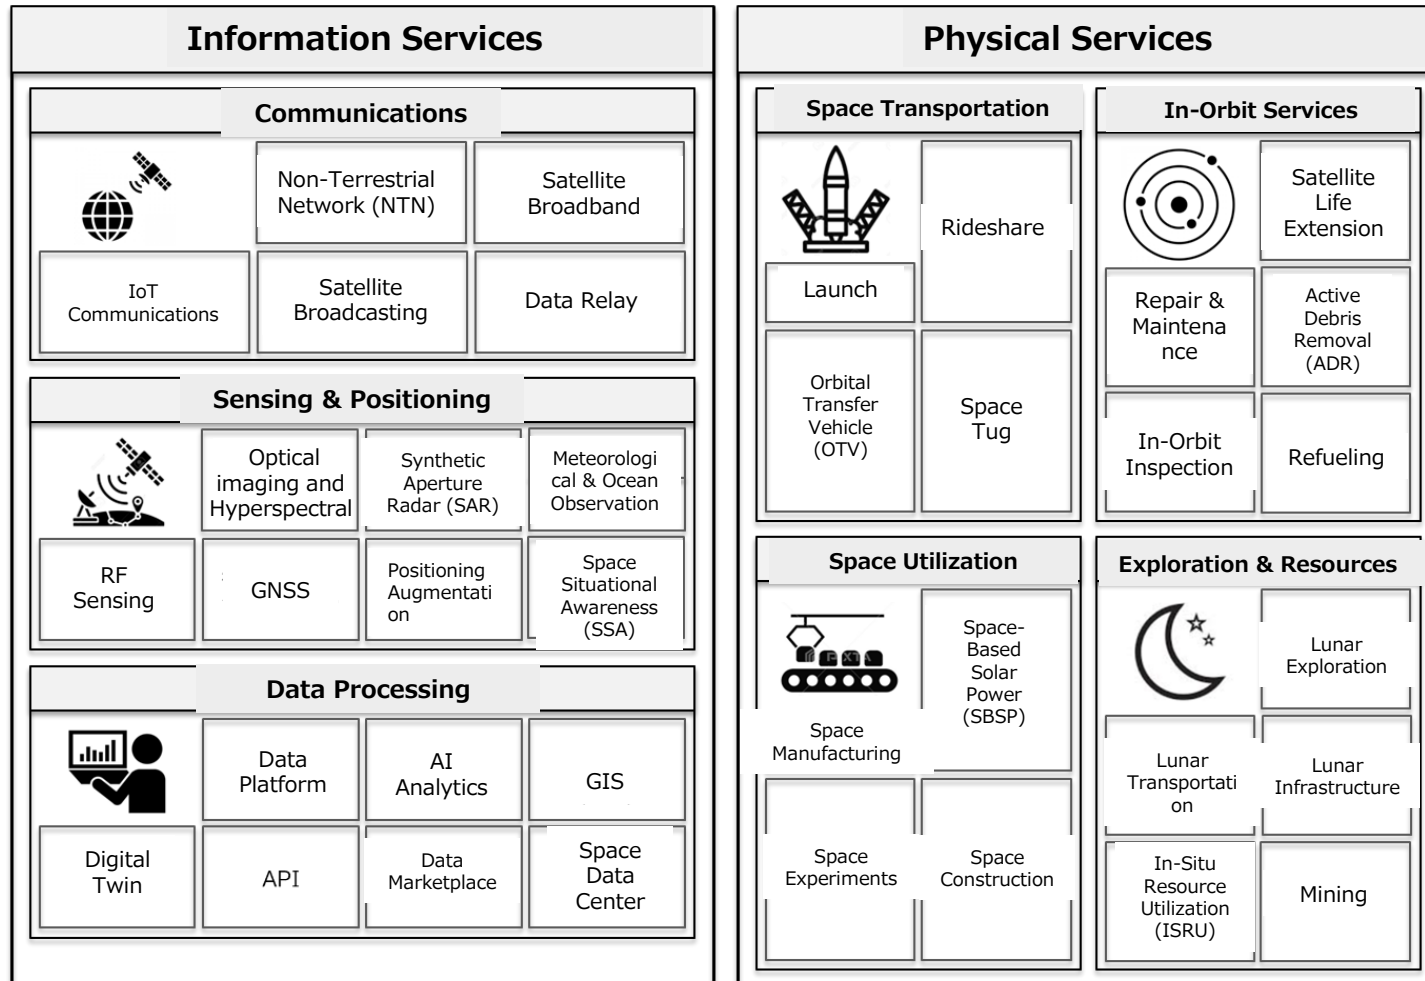 Information Services
Communications
Non-Terrestrial
Network (NTN)
Satellite
Broadband
IoT
Communications
Satellite
Broadcasting
Data Relay
Sensing & Positioning
Optical
imaging and
Hyperspectral
Synthetic
Aperture
Radar (SAR)
Meteorologi
cal & Ocean
Observation
RF
Sensing
GNSS
Positioning
Augmentati
on
Space
Situational
Awareness
(SSA)
Data Processing
Data
Platform
AI
Analytics
GIS
Digital
Twin
API
Data
Marketplace
Space
Data
Center
Physical Services
Space Transportation
Rideshare
Launch
Orbital
Transfer
Vehicle
(OTV)
Space
Tug
In-Orbit Services
Satellite
Life
Extension
Repair &
Maintena
nce
Active
Debris
Removal
(ADR)
In-Orbit
Inspection
Refueling
Space Utilization
Space-
Based
Solar
Power
(SBSP)
Space
Manufacturing
Space
Experiments
Space
Construction
Exploration & Resources
Lunar
Exploration
Lunar
Transportati
on
Lunar
Infrastructure
In-Situ
Resource
Utilization
(ISRU)
Mining